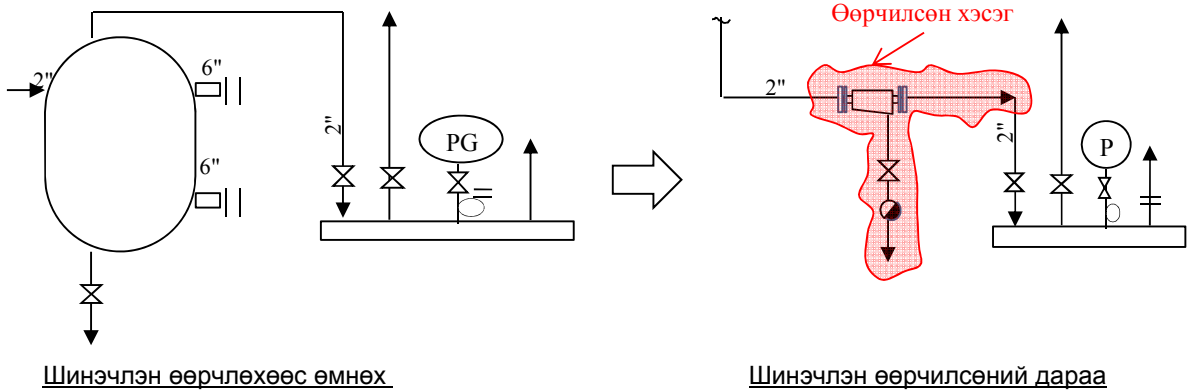 Өөрчилсөн хэсэг
2"
6"
6"
2"
PG
2"
2"
P
Шинэчлэн өөрчлөхөөс өмнөх
Шинэчлэн өөрчилсөний дараа